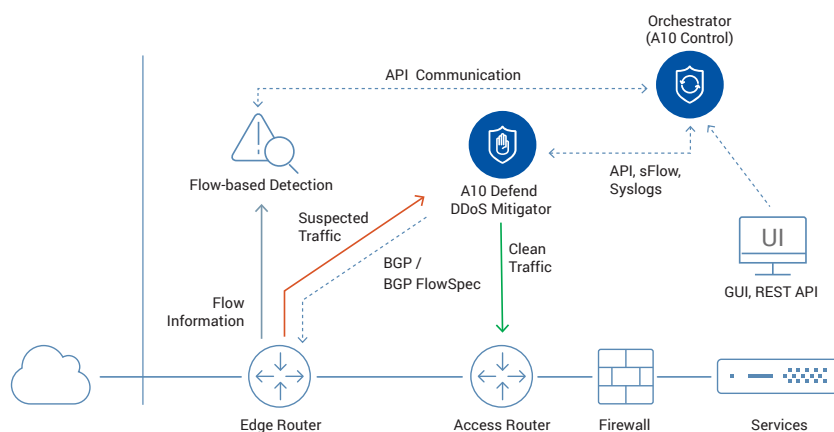 Orchestrator
(A10 Control)
API Communication
Flow-based Detection
A10 Defend
DDoS Mitigator
API, sFlow,
Syslogs
Suspected
Traffic
UI
BGP /
BGP FlowSpec
Clean
Traffic
GUI, REST API
Flow
Information
Edge Router
Access Router
Firewall
Services